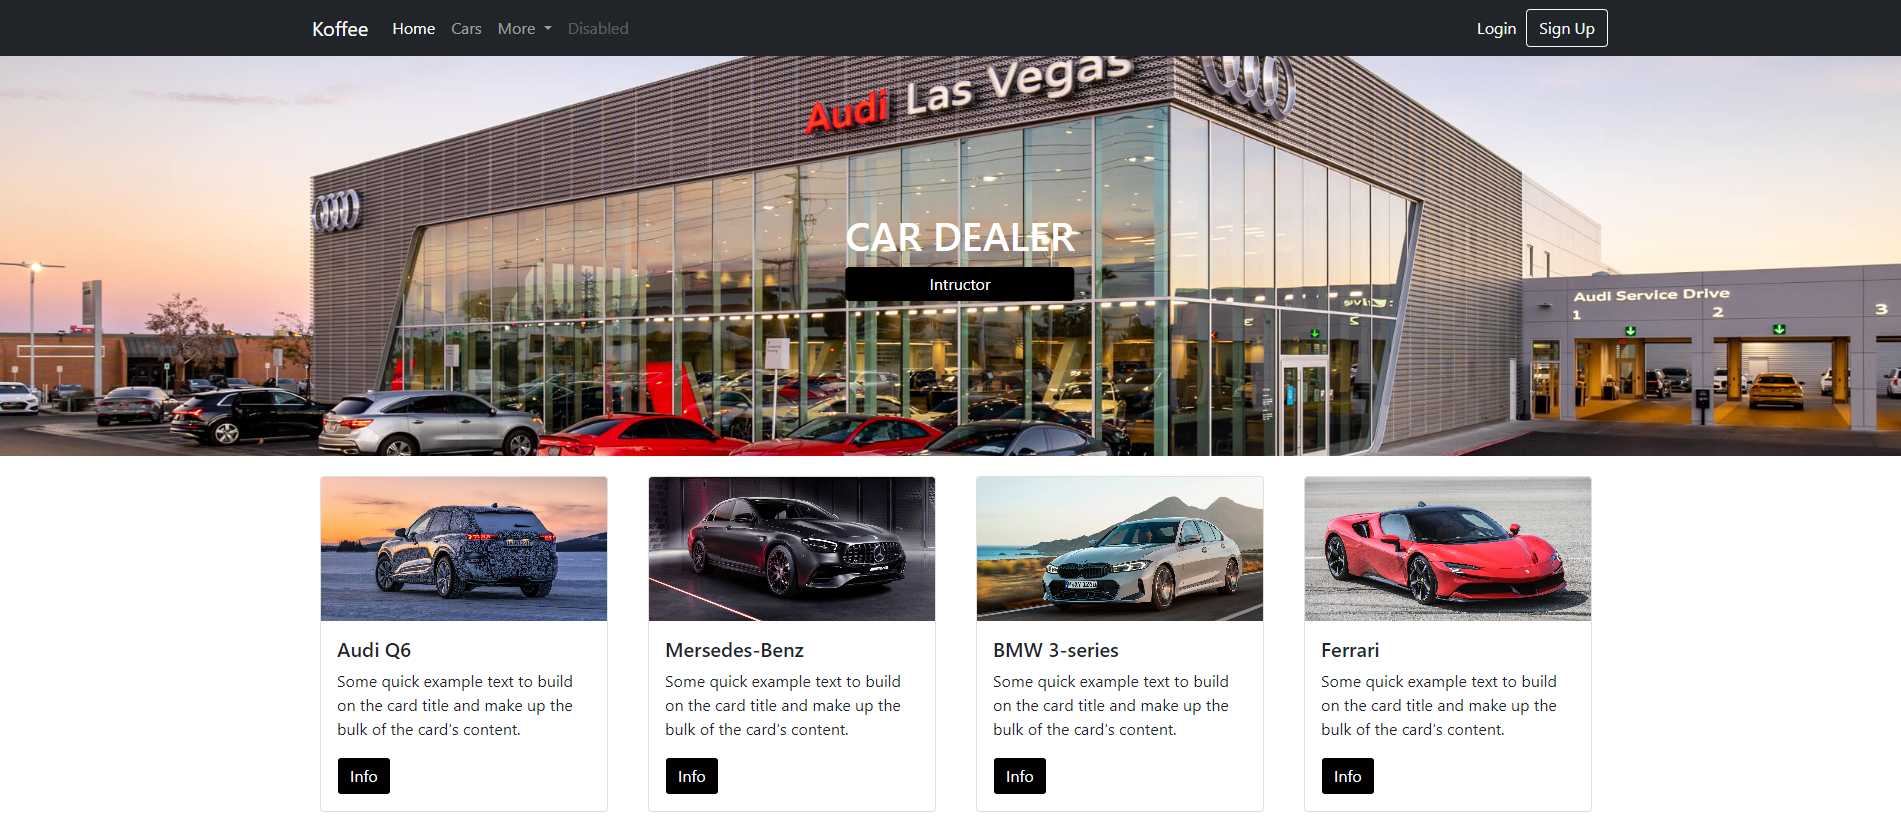 Koffee Home Cars More Disabled Login Sign Up
Audi Las Vegas
CAR DEALER
Intructor
Audi Service Drive
1 2 3
Audi Q6
Some quick example text to build
on the card title and make up the
bulk of the card's content.
Info
Mersedes-Benz
Some quick example text to build
on the card title and make up the
bulk of the card's content.
Info
BMW 3-series
Some quick example text to build
on the card title and make up the
bulk of the card's content.
Info
Ferrari
Some quick example text to build
on the card title and make up the
bulk of the card's content.
Info